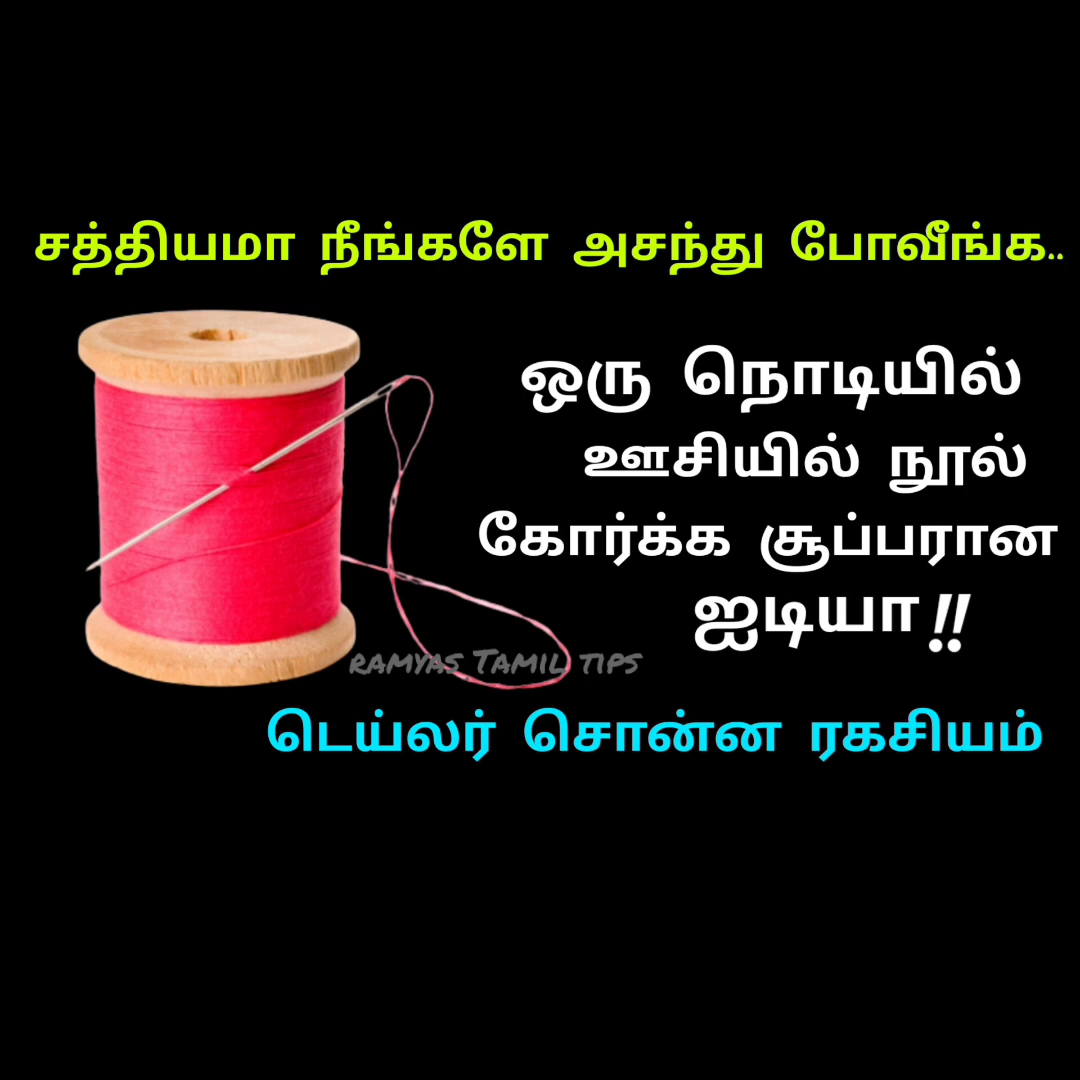 சத்தியமா நீங்களே அசந்து போவீங்க..
ஒரு நொடியில்
ஊசியில் நூல்
கோர்க்க சூப்பரான
ஐடியா!!
RAMYAS TAMIL TIPS
டெய்லர் சொன்ன ரகசியம்